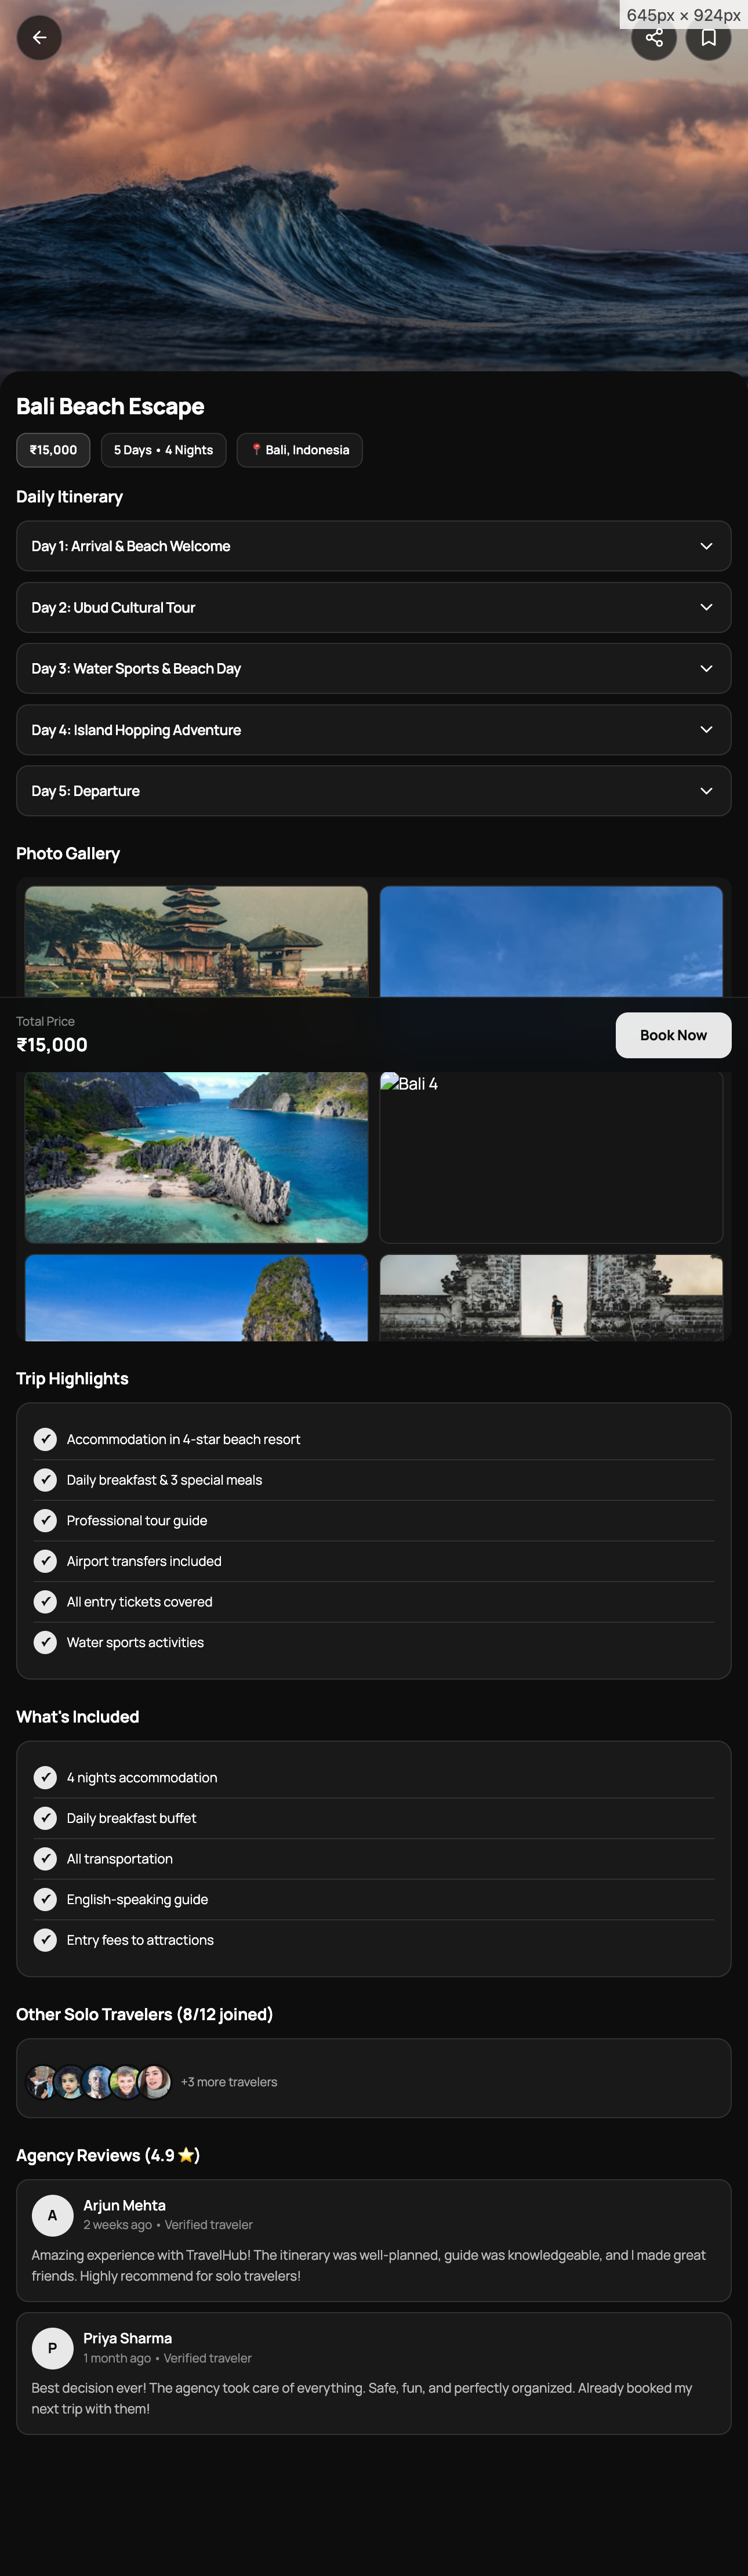 645px × 924px
Bali Beach Escape
₹15,000
5 Days • 4 Nights
📍 Bali, Indonesia
Daily Itinerary
Day 1: Arrival & Beach Welcome
Day 2: Ubud Cultural Tour
Day 3: Water Sports & Beach Day
Day 4: Island Hopping Adventure
Day 5: Departure
Photo Gallery
Total Price
₹15,000
Book Now
Bali 4
Trip Highlights
✓ Accommodation in 4-star beach resort
✓ Daily breakfast & 3 special meals
✓ Professional tour guide
✓ Airport transfers included
✓ All entry tickets covered
✓ Water sports activities
What's Included
✓ 4 nights accommodation
✓ Daily breakfast buffet
✓ All transportation
✓ English-speaking guide
✓ Entry fees to attractions
Other Solo Travelers (8/12 joined)
+3 more travelers
Agency Reviews (4.9 ⭐)
A
Arjun Mehta
2 weeks ago • Verified traveler
Amazing experience with TravelHub! The itinerary was well-planned, guide was knowledgeable, and I made great
friends. Highly recommend for solo travelers!
P
Priya Sharma
1 month ago • Verified traveler
Best decision ever! The agency took care of everything. Safe, fun, and perfectly organized. Already booked my
next trip with them!